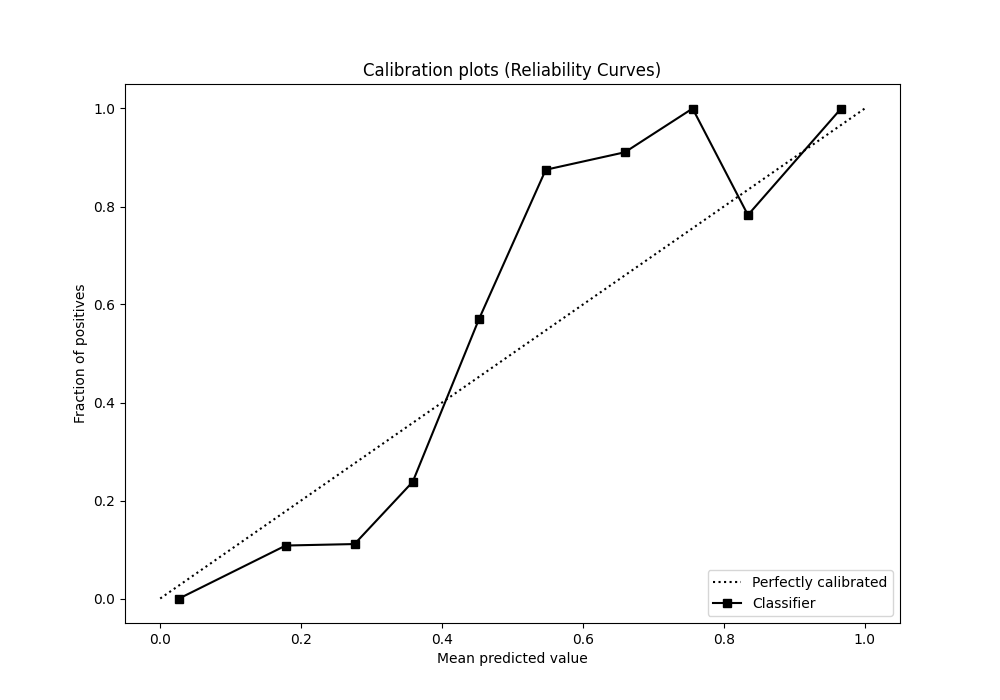 Calibration plots (Reliability Curves)
1.0
0.8
0.6
0.4
0.2
0.0
Fraction of positives
0.0 0.2 0.4 0.6 0.8 1.0
Mean predicted value
Perfectly calibrated
Classifier